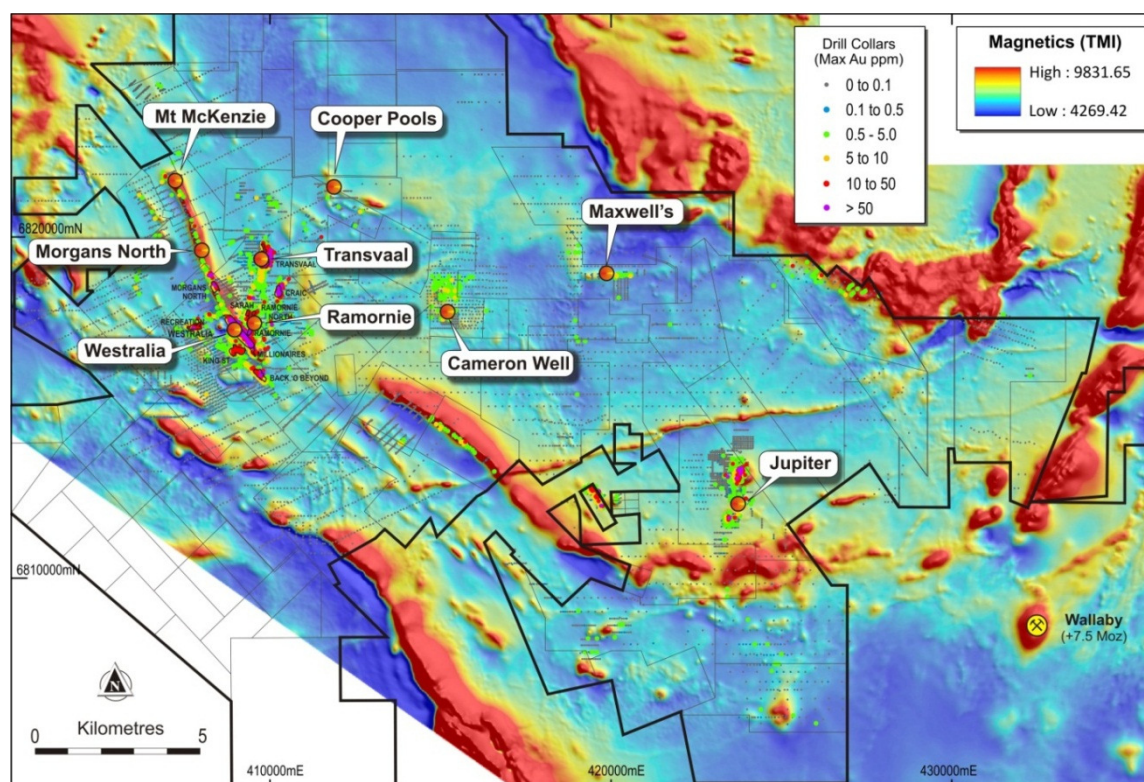 Drill Collars
(Max Au ppm)
0 to 0.1
0.1 to 0.5
0.5 - 5.0
5 to 10
10 to 50
> 50
Magnetics (TMI)
High : 9831.65
Low : 4269.42
Mt McKenzie
Cooper Pools
6820000mN
Morgans North
Transvaal
Maxwell's
TRANSVAAL
MORGANS
NORTH
CRAIC
SARAH
RAMORNIE
NORTH
Ramornie
RECREATION
WESTRALIA
RAMORNIE
Westralia
KING ST
MILLIONAIRES
Cameron Well
BACK O BEYOND
Jupiter
6810000mN
Wallaby
(+7.5 Moz)
N
Kilometres
0 5
410000mE
420000mE
430000mE